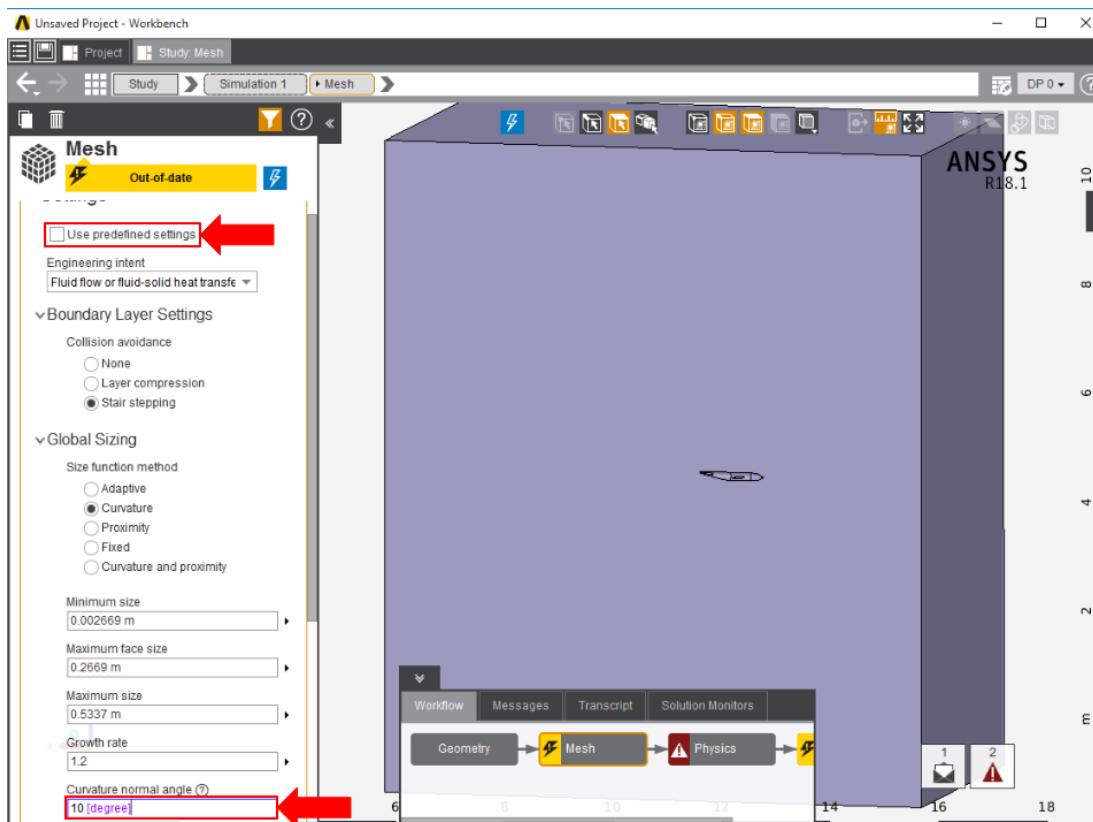 Unsaved Project - Workbench
Project
Study: Mesh
Study
Simulation 1
Mesh
DP 0
Mesh
Out-of-date
Use predefined settings
Engineering intent
Fluid flow or fluid-solid heat transfe
Boundary Layer Settings
Collision avoidance
None
Layer compression
Stair stepping
Global Sizing
Size function method
Adaptive
Curvature
Proximity
Fixed
Curvature and proximity
Minimum size
0.002669 m
Maximum face size
0.2669 m
Maximum size
0.5337 m
Growth rate
1.2
Curvature normal angle
10 [degree]
ANSYS
R18.1
10
8
6
4
2
m
Workflow
Messages
Transcript
Solution Monitors
Geometry
Mesh
Physics
1
2
6
8
10
12
14
16
18